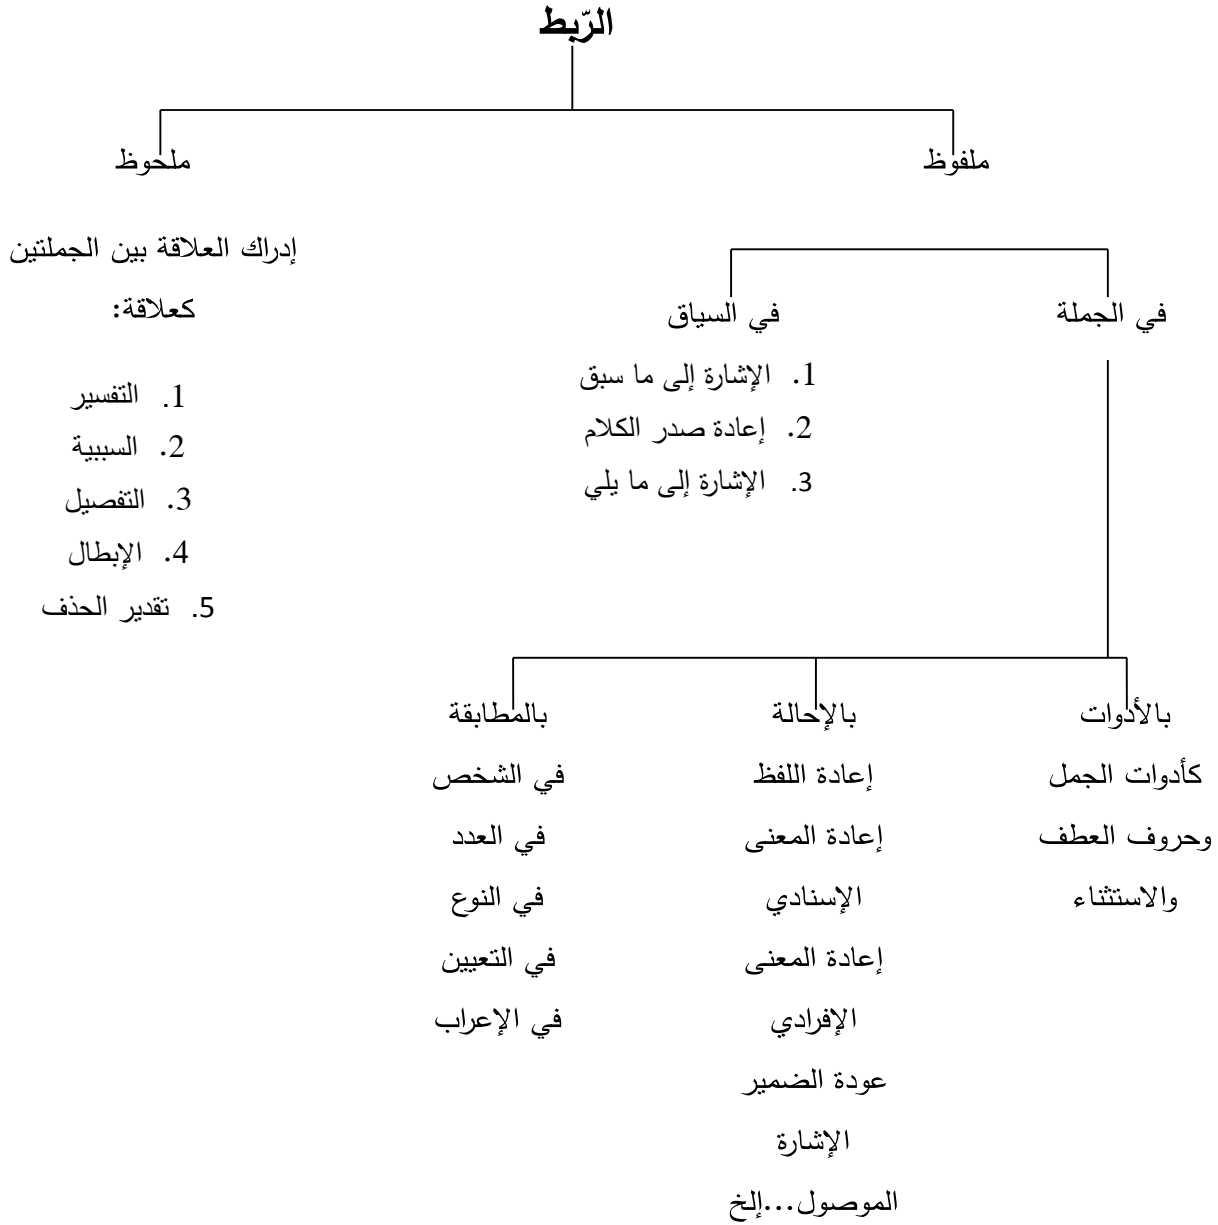 الرّبط
ملفوظ
ملحوظ
في الجملة
في السياق
1. الإشارة إلى ما سبق
2. إعادة صدر الكلام
3. الإشارة إلى ما يلي
إدراك العلاقة بين الجملتين
كعلاقة:
1. التفسير
2. السببية
3. التفصيل
4. الإبطال
5. تقدير الحذف
بالأدوات
كأدوات الجمل
وحروف العطف
والاستثناء
بالإحالة
إعادة اللفظ
إعادة المعنى
الإسنادي
إعادة المعنى
الإفرادي
عودة الضمير
الإشارة
الموصول...إلخ
بالمطابقة
في الشخص
في العدد
في النوع
في التعيين
في الإعراب